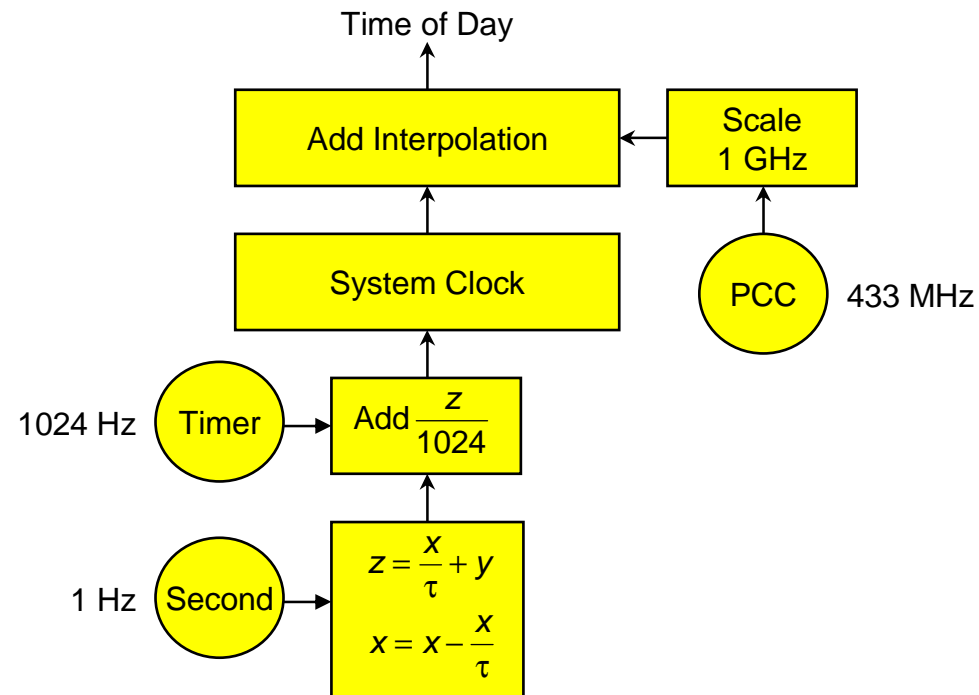 Time of Day
Add Interpolation
Scale
1 GHz
System Clock
PCC
433 MHz
1024 Hz
Timer
Add z/1024
1 Hz
Second
z = x/τ + y
x = x − x/τ